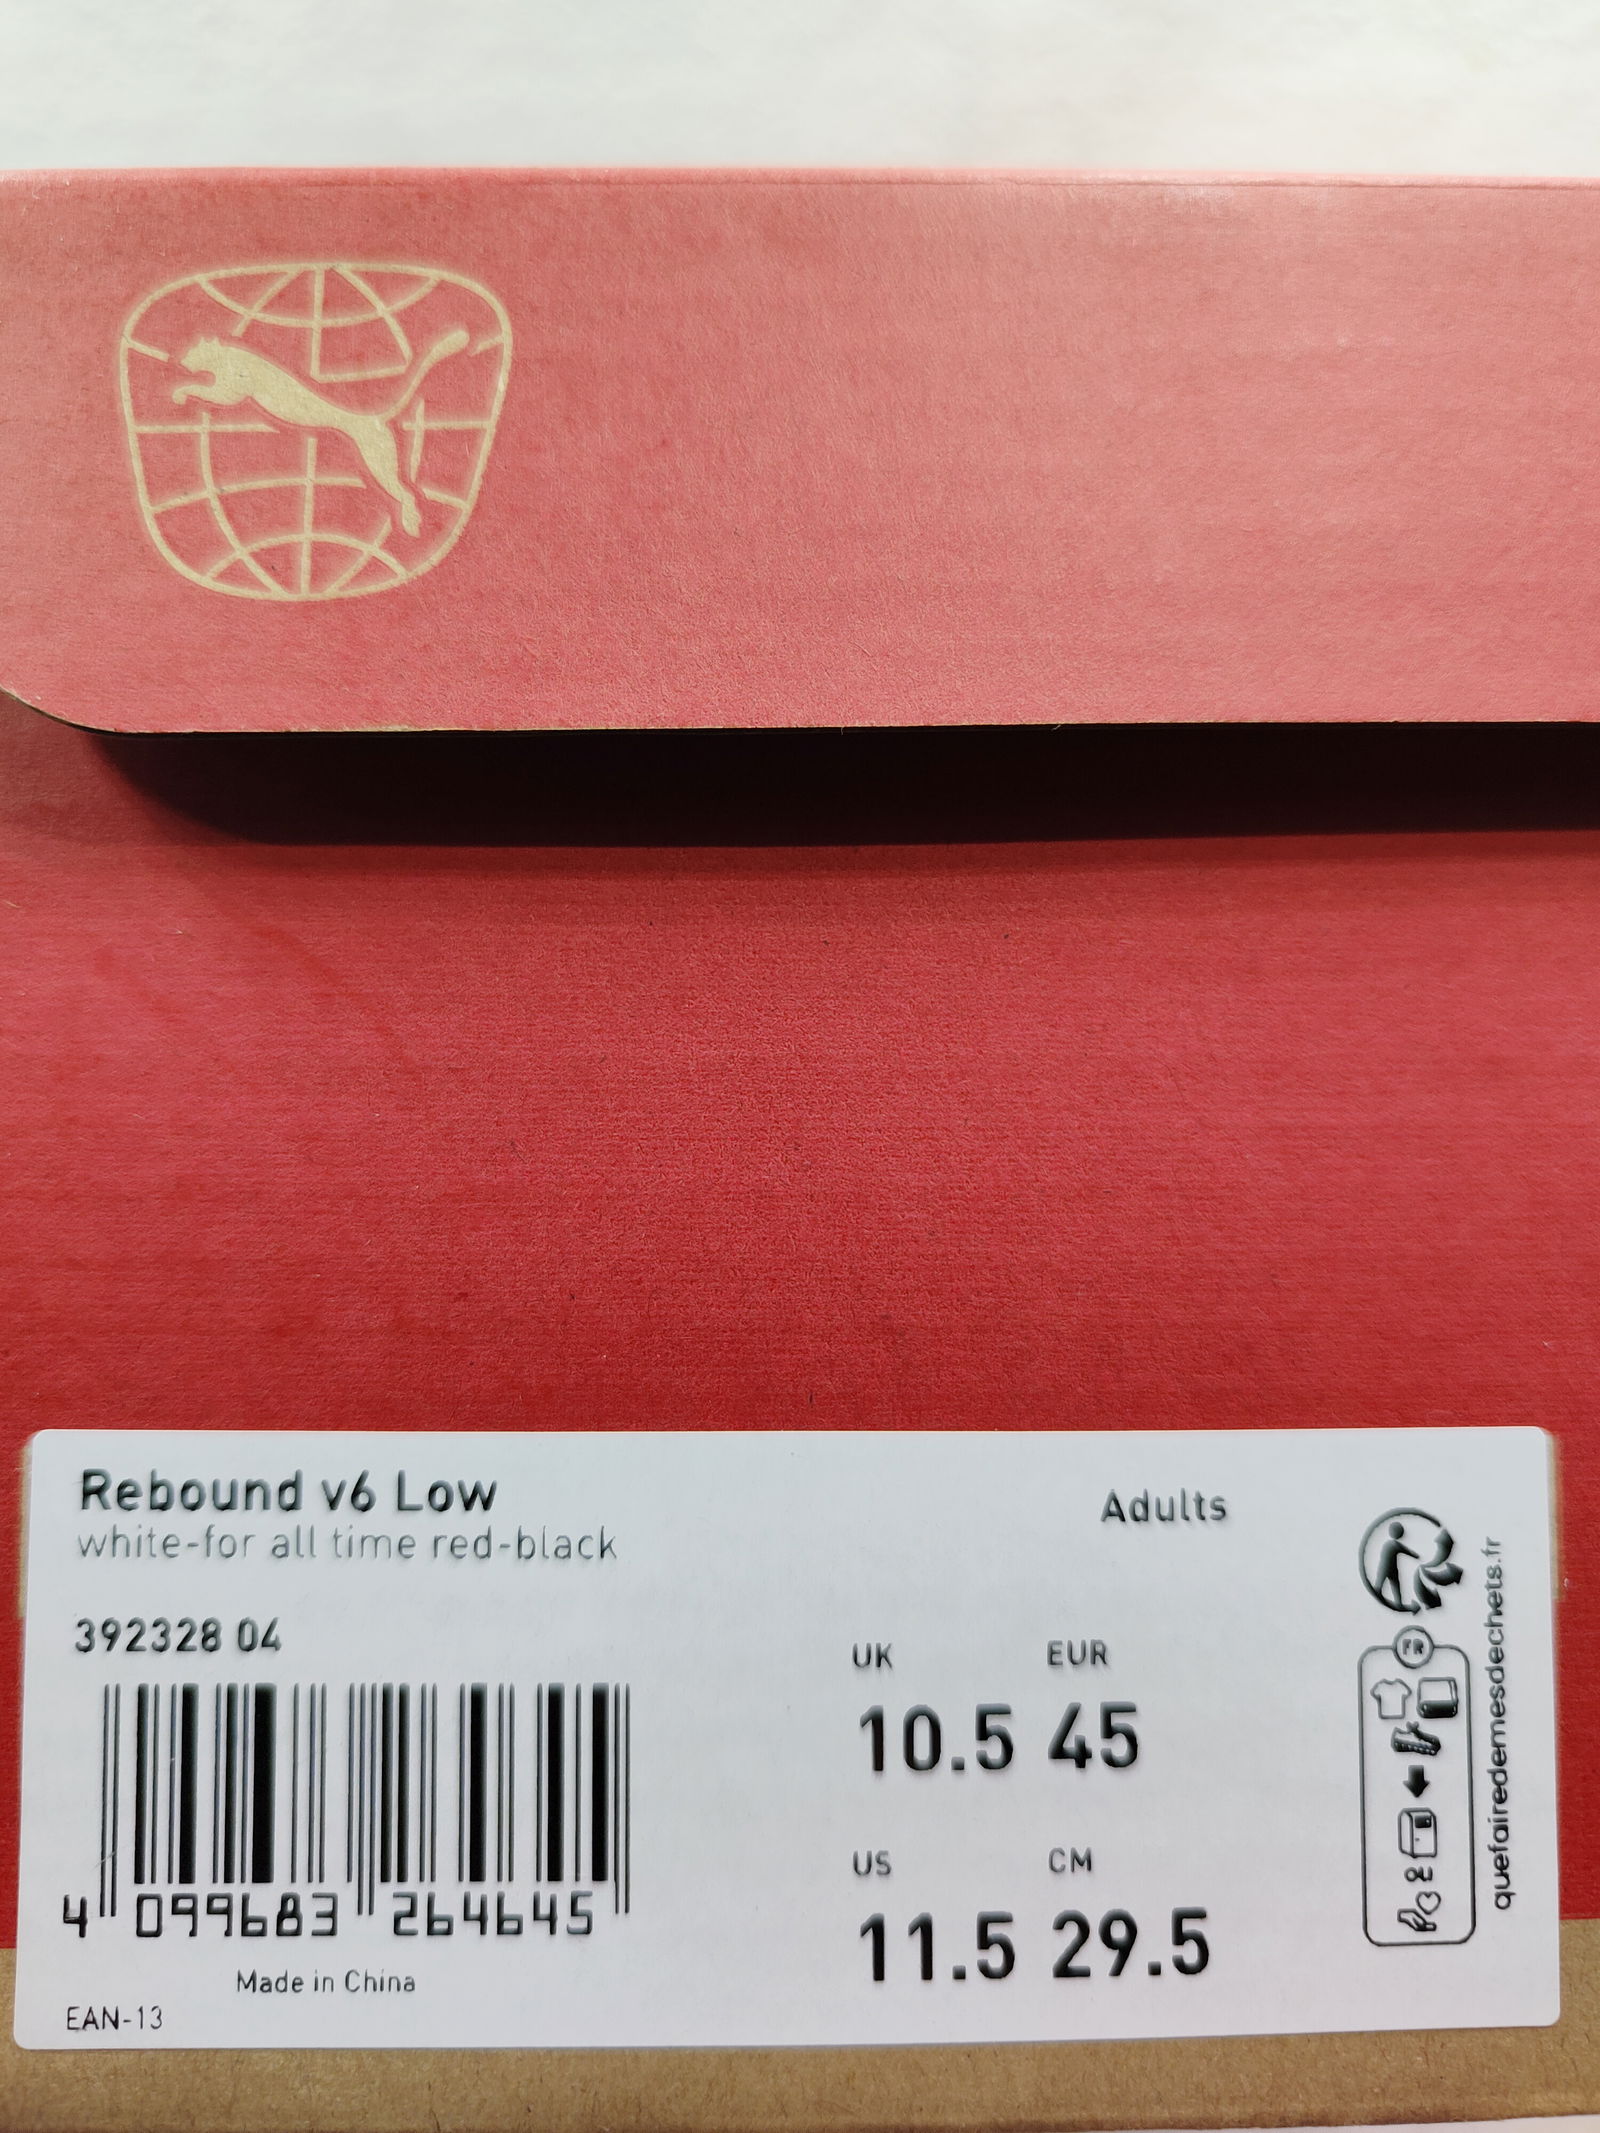 Rebound v6 Low
white-for all time red-black
Adults
392328 04
4 099683 264645
Made in China
EAN-13
UK EUR
10.5 45
US CM
11.5 29.5
FR
quefairedemesdechets.fr